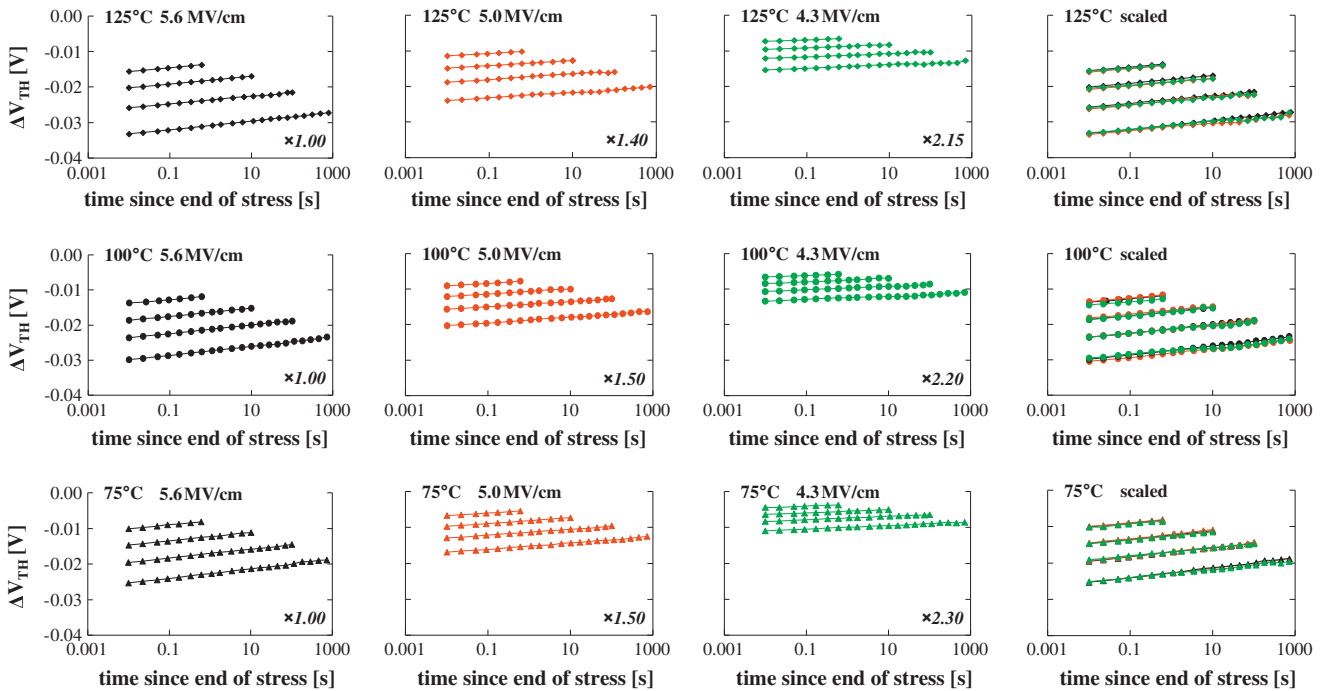 125°C 5.6 MV/cm
125°C 5.0 MV/cm
125°C 4.3 MV/cm
125°C scaled
0.00
-0.01
-0.02
-0.03
-0.04
ΔV_TH [V]
×1.00
×1.40
×2.15
0.001 0.1 10 1000
0.001 0.1 10 1000
0.001 0.1 10 1000
0.001 0.1 10 1000
time since end of stress [s]
time since end of stress [s]
time since end of stress [s]
time since end of stress [s]
100°C 5.6 MV/cm
100°C 5.0 MV/cm
100°C 4.3 MV/cm
100°C scaled
0.00
-0.01
-0.02
-0.03
-0.04
ΔV_TH [V]
×1.00
×1.50
×2.20
0.001 0.1 10 1000
0.001 0.1 10 1000
0.001 0.1 10 1000
0.001 0.1 10 1000
time since end of stress [s]
time since end of stress [s]
time since end of stress [s]
time since end of stress [s]
75°C 5.6 MV/cm
75°C 5.0 MV/cm
75°C 4.3 MV/cm
75°C scaled
0.00
-0.01
-0.02
-0.03
-0.04
ΔV_TH [V]
×1.00
×1.50
×2.30
0.001 0.1 10 1000
0.001 0.1 10 1000
0.001 0.1 10 1000
0.001 0.1 10 1000
time since end of stress [s]
time since end of stress [s]
time since end of stress [s]
time since end of stress [s]